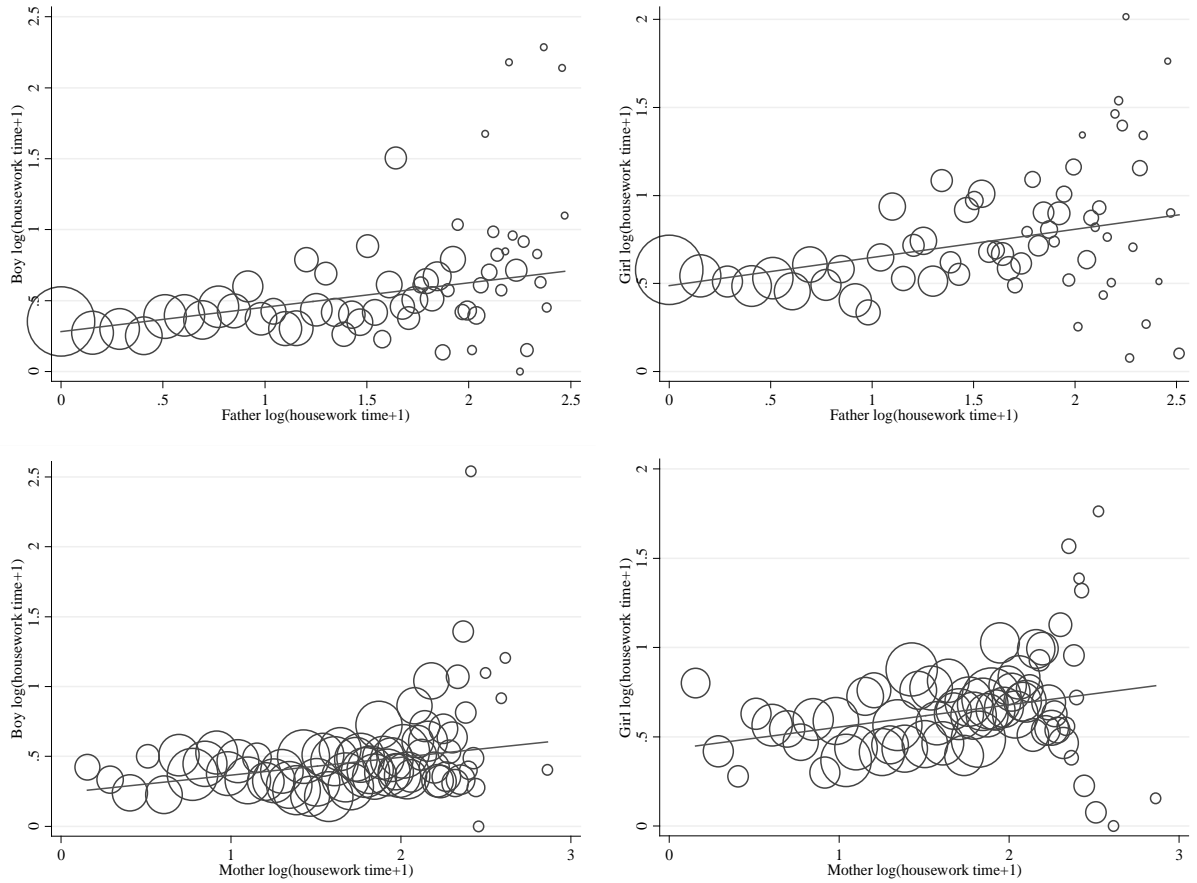 Boy log(housework time+1)
0 .5 1 1.5 2 2.5
0 .5 1 1.5 2 2.5
Father log(housework time+1)
Girl log(housework time+1)
0 .5 1 1.5 2
0 .5 1 1.5 2 2.5
Father log(housework time+1)
Boy log(housework time+1)
0 .5 1 1.5 2 2.5
0 1 2 3
Mother log(housework time+1)
Girl log(housework time+1)
0 .5 1 1.5 2
0 1 2 3
Mother log(housework time+1)